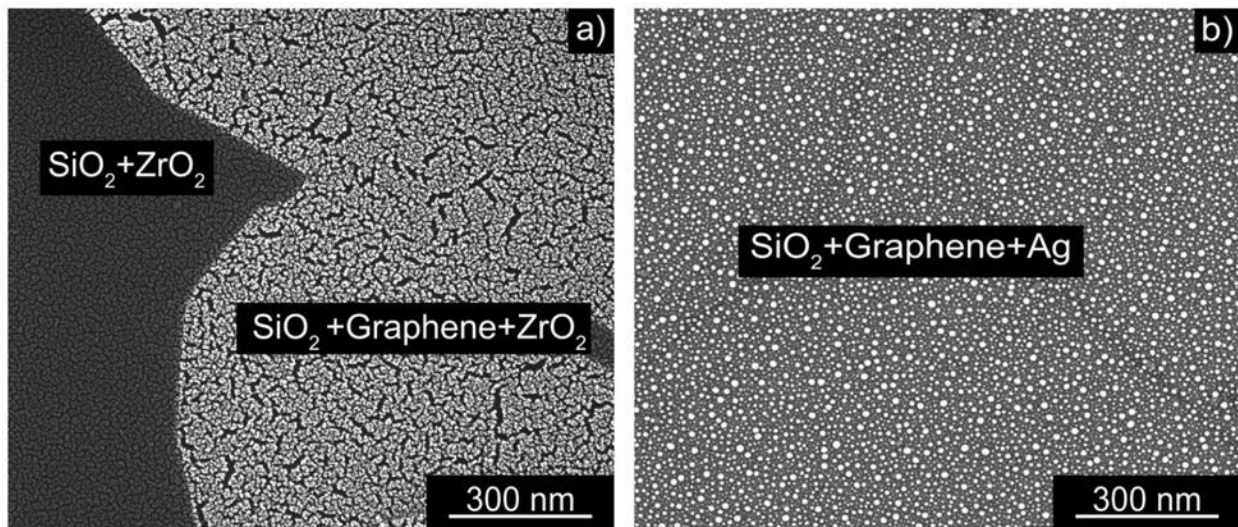 a)
SiO₂+ZrO₂
SiO₂+Graphene+ZrO₂
300 nm
b)
SiO₂+Graphene+Ag
300 nm